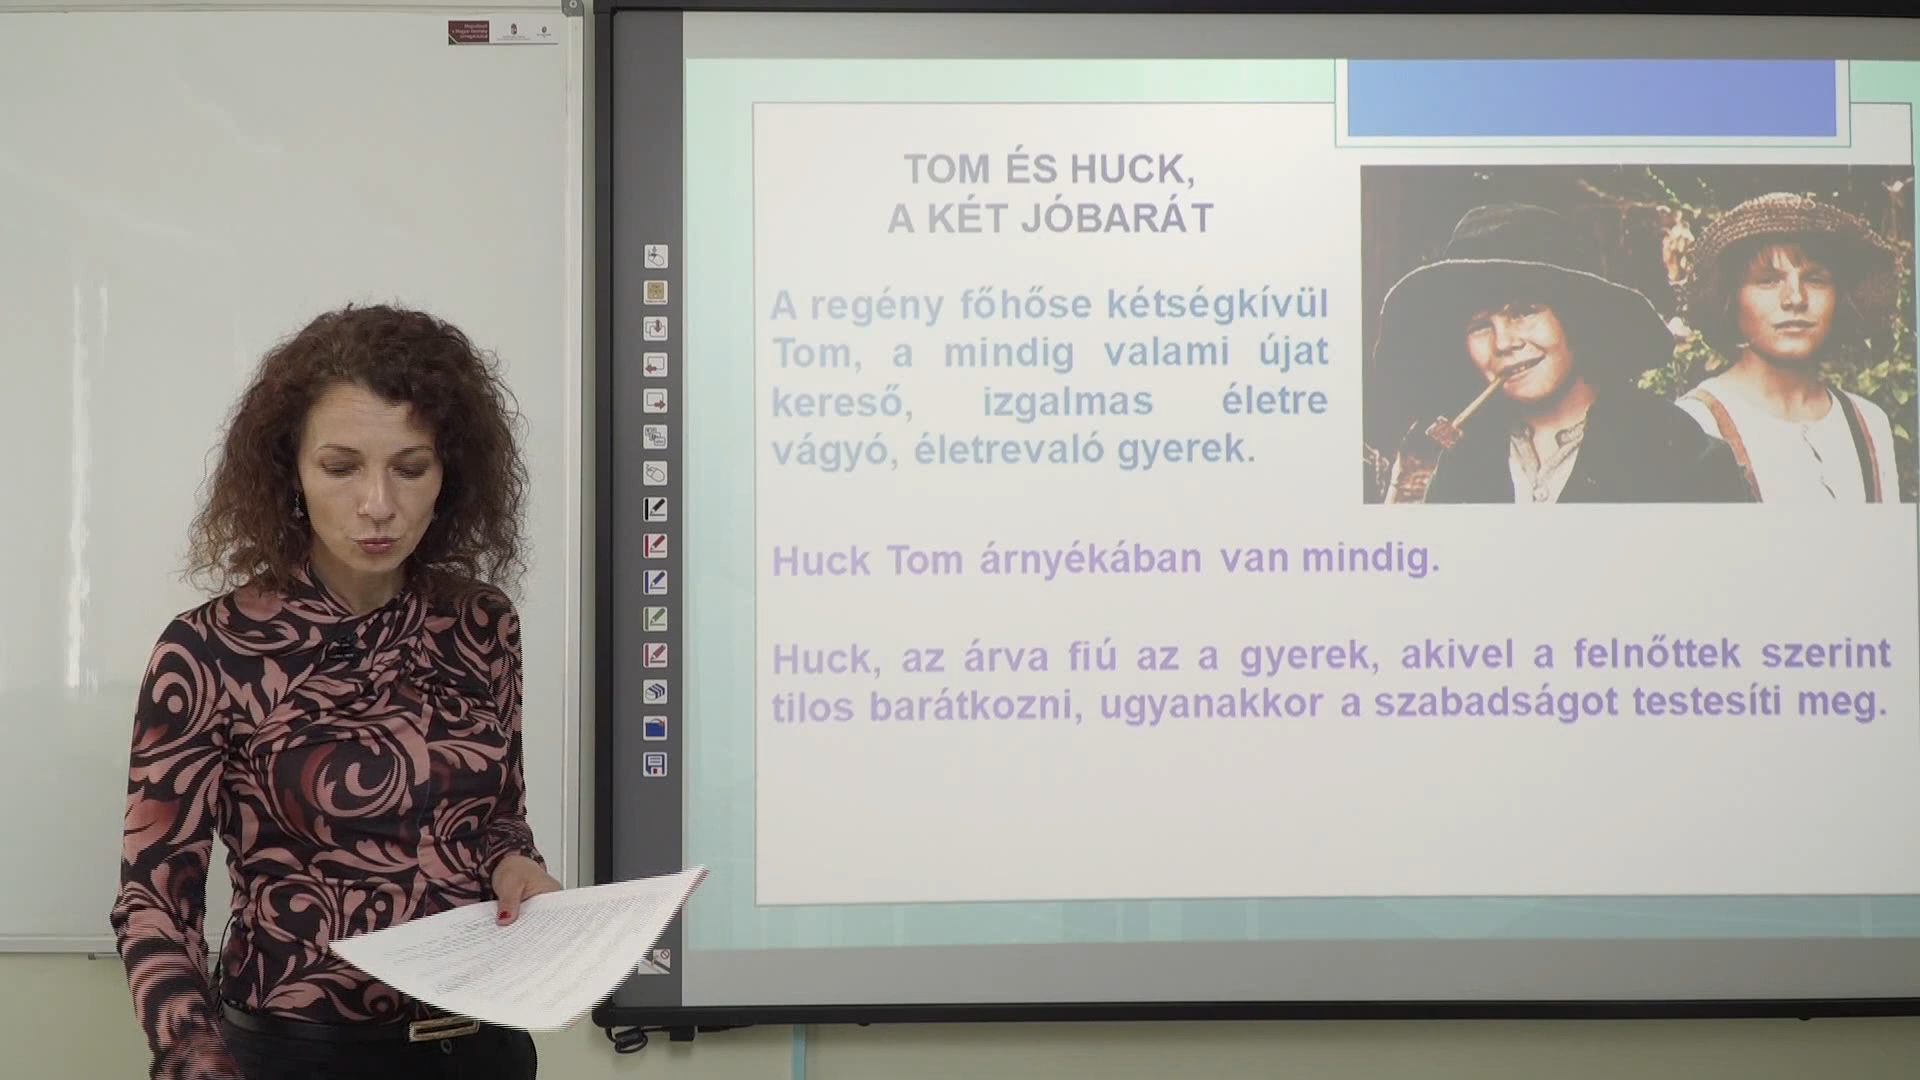 TOM ÉS HUCK,
A KÉT JÓBARÁT
A regény főhőse kétségkívül
Tom, a mindig valami újat
kereső, izgalmas életre
vágyó, életrevaló gyerek.
Huck Tom árnyékában van mindig.
Huck, az árva fiú az a gyerek, akivel a felnőttek szerint
tilos barátkozni, ugyanakkor a szabadságot testesíti meg.